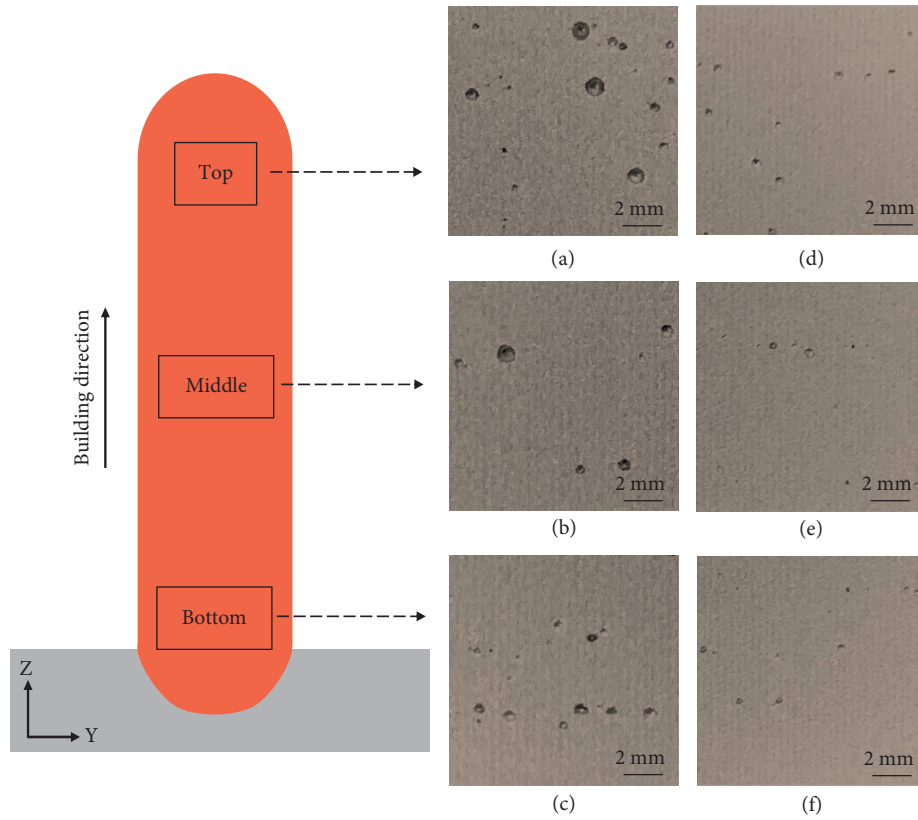 Top
Middle
Bottom
Building direction
Z
Y
2 mm
(a)
2 mm
(d)
2 mm
(b)
2 mm
(e)
2 mm
(c)
2 mm
(f)